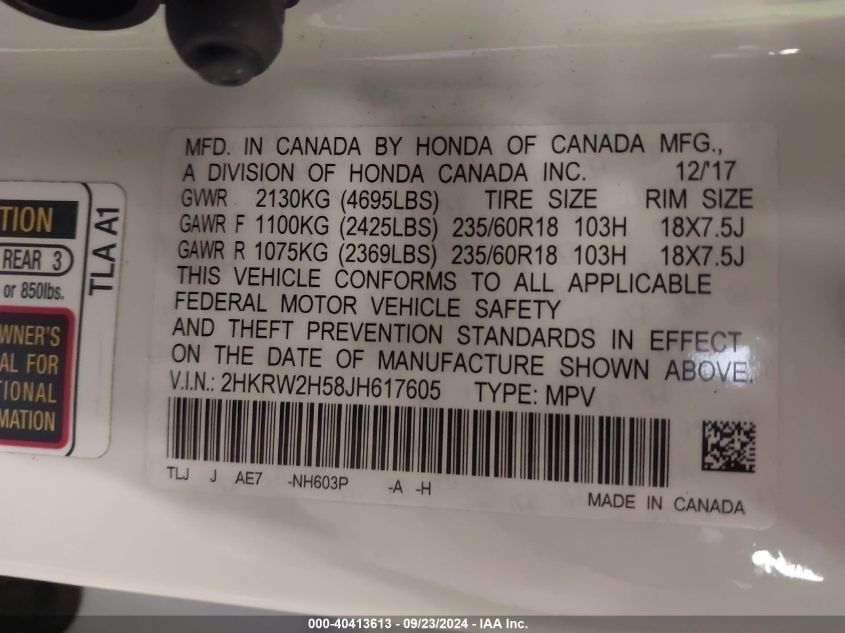 MFD. IN CANADA BY HONDA OF CANADA MFG.,
A DIVISION OF HONDA CANADA INC. 12/'17
GVWR 2130KG (4695LBS) TIRE SIZE RIM SIZE
GAWR F 1100KG (2425LBS) 235/60R18 103H 18X7.5J
GAWR R 1075KG (2369LBS) 235/60R18 103H 18X7.5J
THIS VEHICLE CONFORMS TO ALL APPLICABLE
FEDERAL MOTOR VEHICLE SAFETY
AND THEFT PREVENTION STANDARDS IN EFFECT
ON THE DATE OF MANUFACTURE SHOWN ABOVE.
V.I.N.: 2HKRW2H58JH617605 TYPE: MPV
TLJ J AE7 -NH603P -A -H
MADE IN CANADA
TION
REAR 3
or 850lbs.
WNER'S
AL FOR
TIONAL
MATION
TLA A1
000-40413613 - 09/23/2024 - IAA Inc.